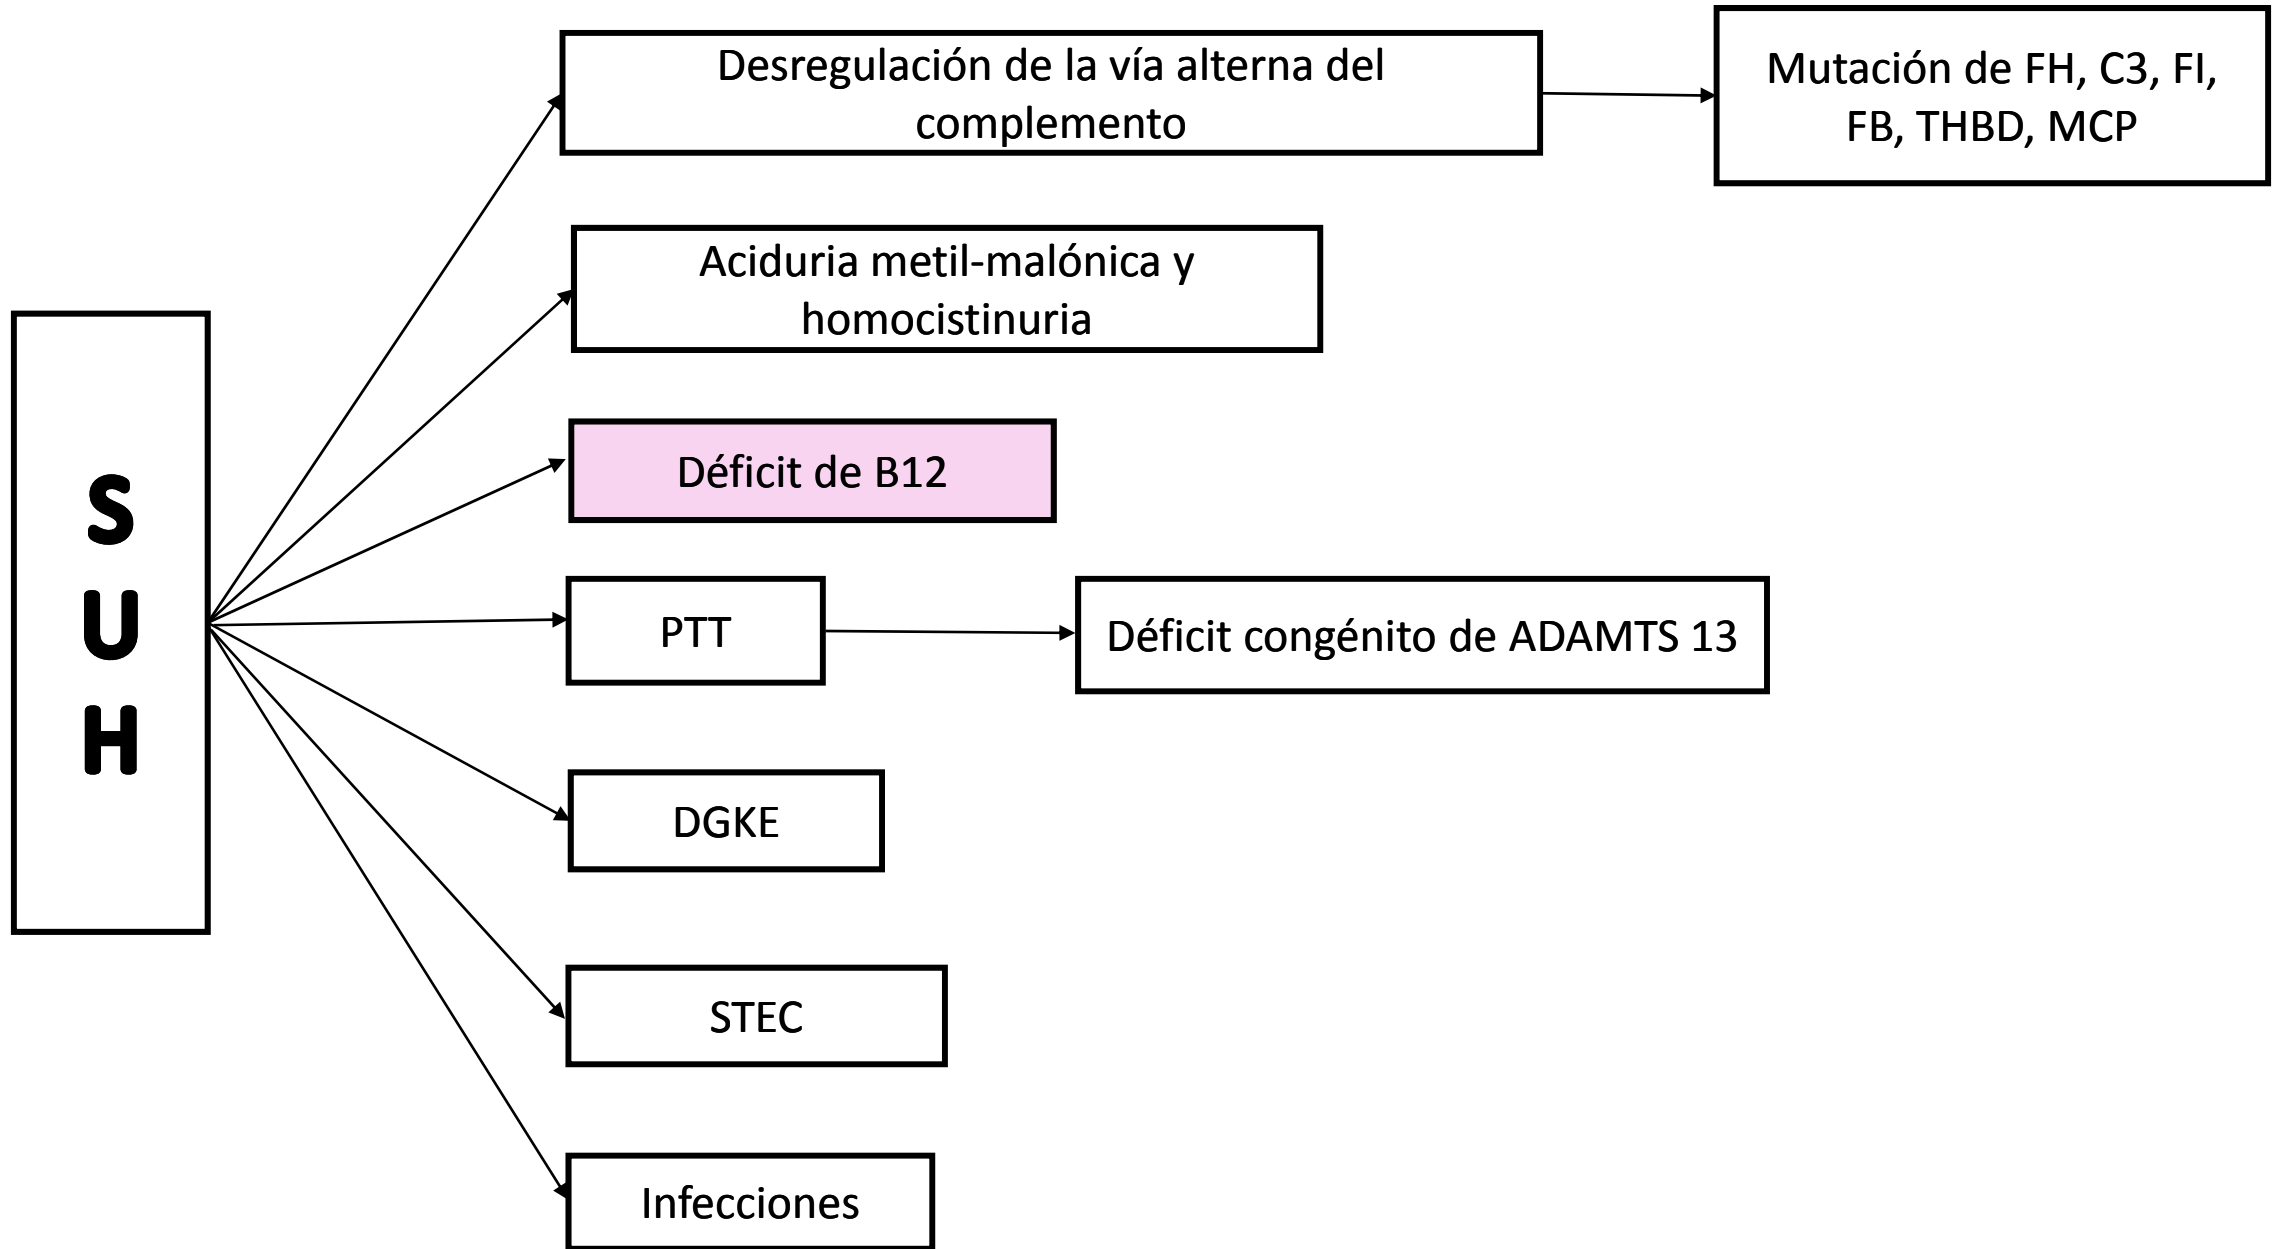 Desregulación de la vía alterna del
complemento
Mutación de FH, C3, FI,
FB, THBD, MCP
Aciduria metil-malónica y
homocistinuria
S
U
H
Déficit de B12
PTT
Déficit congénito de ADAMTS 13
DGKE
STEC
Infecciones